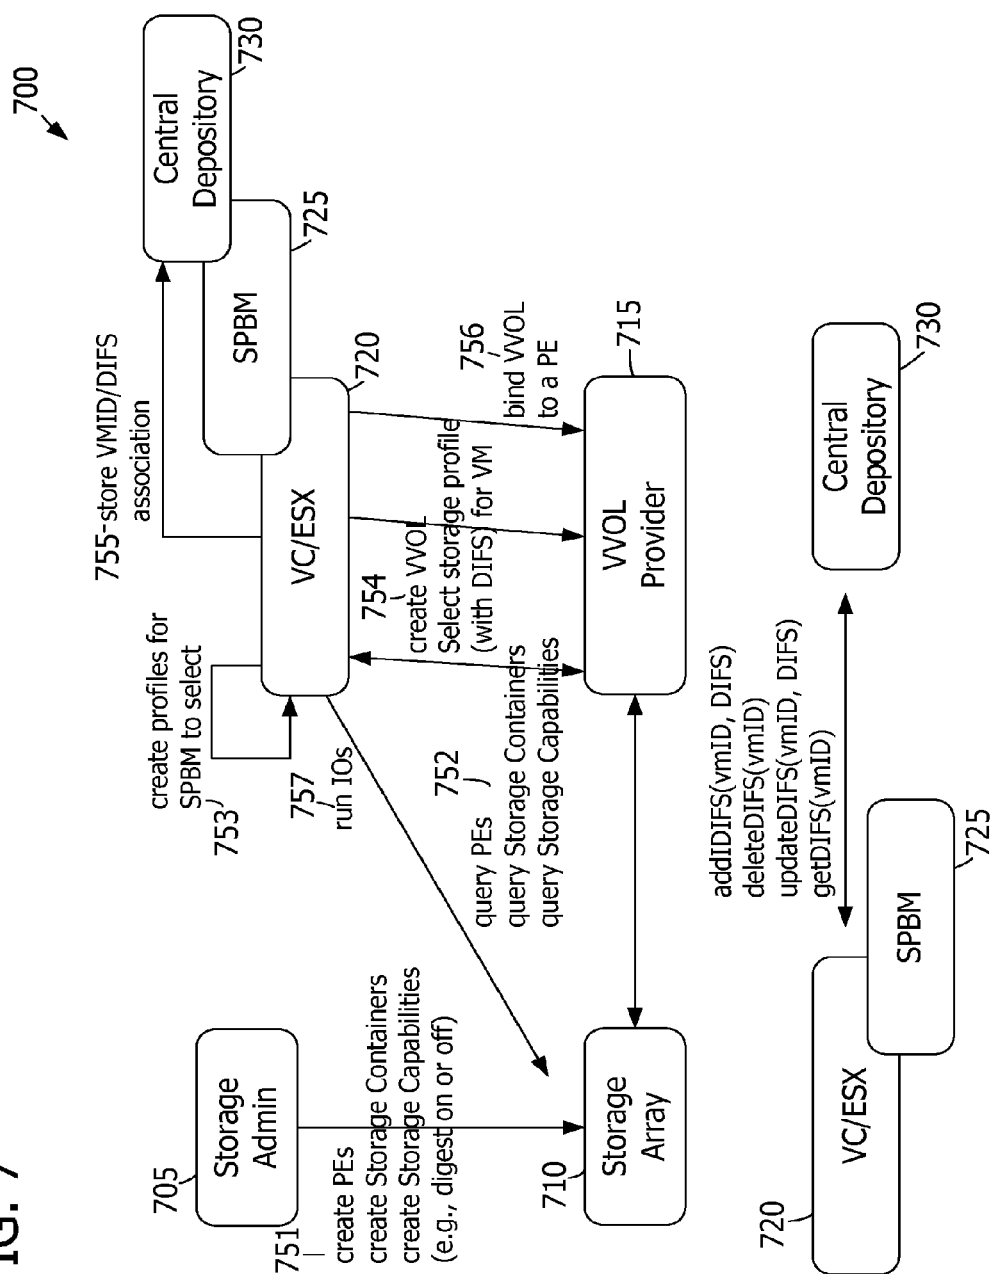 IG. 7
700
705
Storage
Admin
751
create PEs
create Storage Containers
create Storage Capabilities
(e.g., digest on or off)
710
Storage
Array
create profiles for
SPBM to select
753
757
run IOs
755-store VMID/DIFS
association
VC/ESX
720
SPBM
725
Central
Depository
730
752
query PEs
query Storage Containers
query Storage Capabilities
754
create VVOL
Select storage profile
(with DIFS) for VM
756
bind VVOL
to a PE
VVOL
Provider
715
720
VC/ESX
SPBM
725
addIDIFS(vmID, DIFS)
deleteDIFS(vmID)
updateDIFS(vmID, DIFS)
getDIFS(vmID)
Central
Depository
730